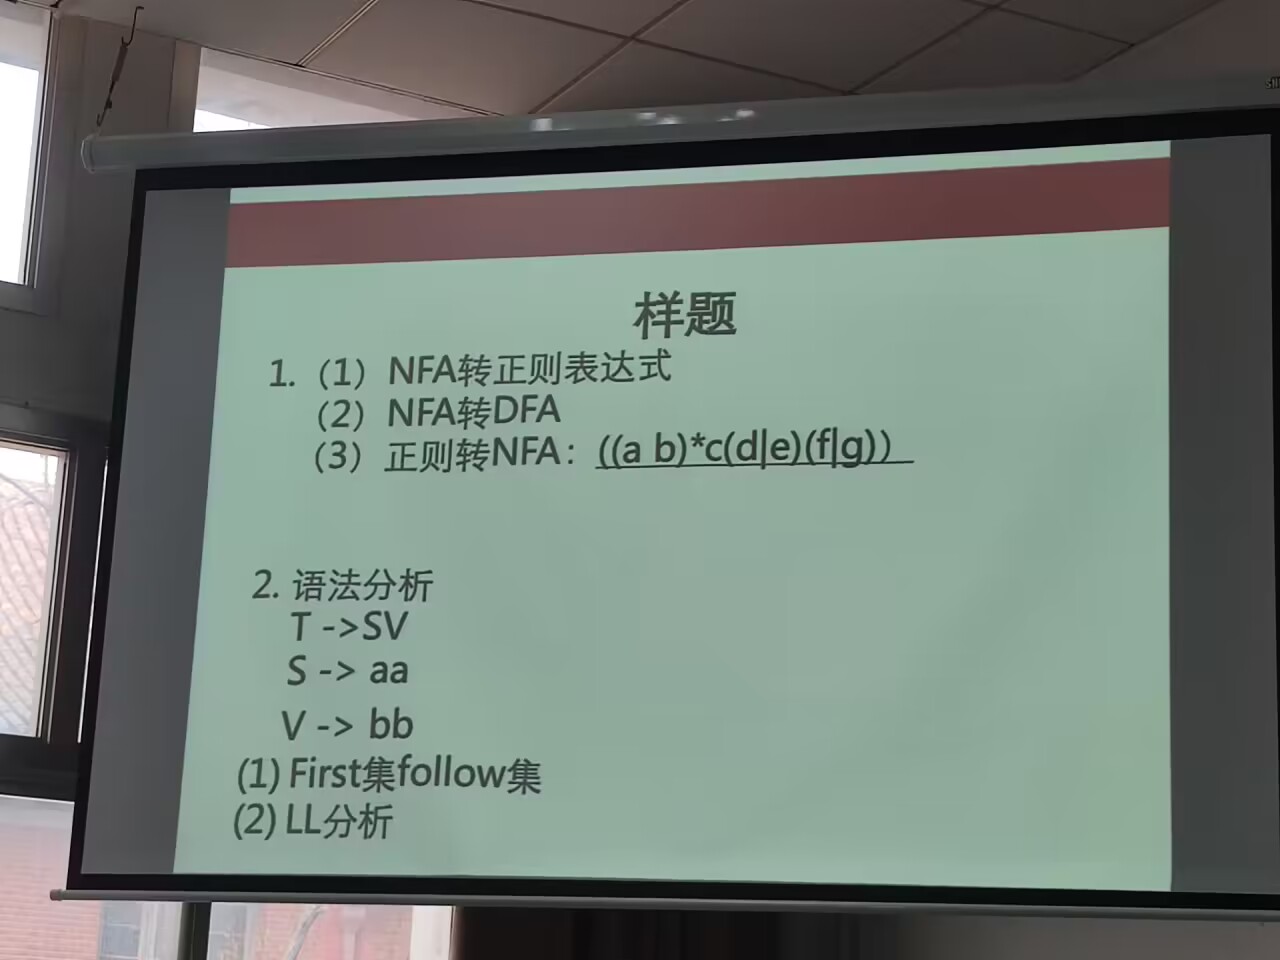 样题
1.（1）NFA转正则表达式
（2）NFA转DFA
（3）正则转NFA：((a b)*c(d|e)(f|g)）
2. 语法分析
T ->SV
S -> aa
V -> bb
(1) First集follow集
(2) LL分析